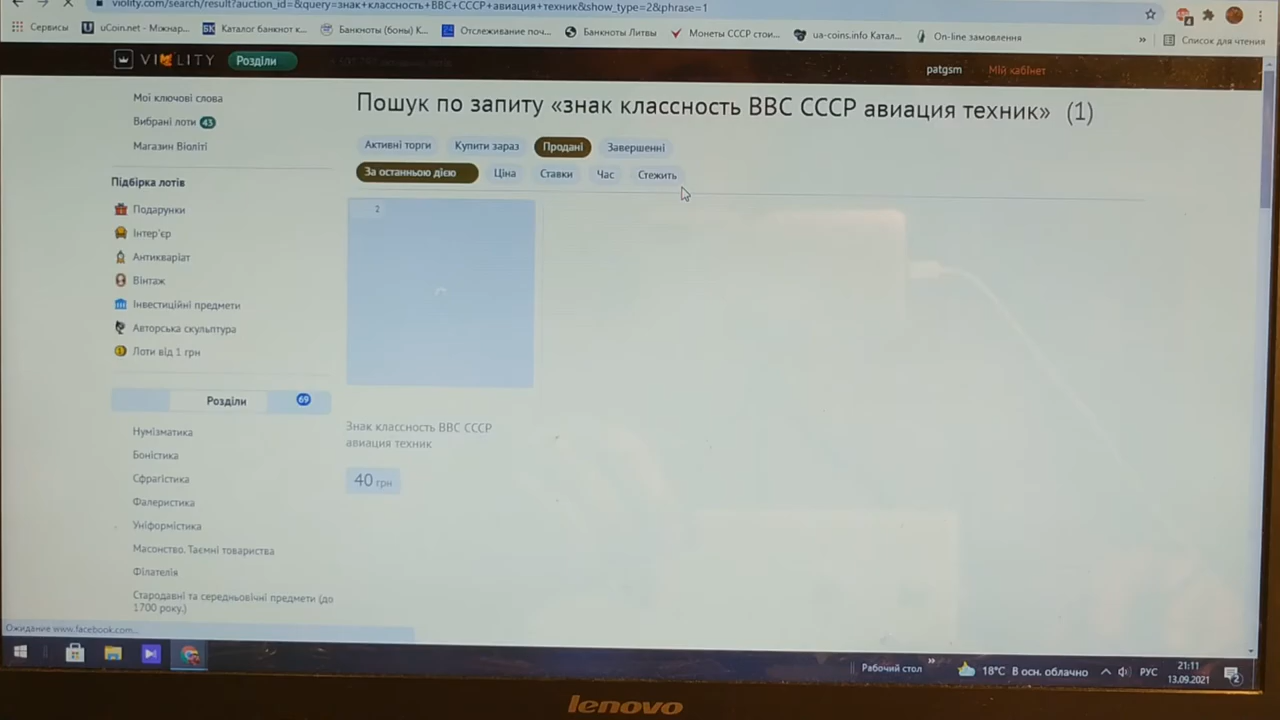 violity.com/search/result?auction_id=&query=знак+классность+ВВС+СССР+авиация+техник&show_type=2&phrase=1
Сервисы
uCoin.net - Міжнар...
Каталог банкнот к...
Банкноты (боны) К...
Отслеживание поч...
Банкноты Литвы
Монеты СССР стои...
ua-coins.info Катал...
On-line замовлення
»
Список для чтения
VIOLITY
Розділи
patgsm
Мій кабінет
Мої ключові слова
Вибрані лоти 43
Магазин Віоліті
Підбірка лотів
Подарунки
Інтер'єр
Антикваріат
Вінтаж
Інвестиційні предмети
Авторська скульптура
Лоти від 1 грн
Розділи 69
Нумізматика
Боністика
Сфрагістика
Фалеристика
Уніформістика
Масонство. Таємні товариства
Філателія
Стародавні та середньовічні предмети (до
1700 року.)
Пошук по запиту «знак классность ВВС СССР авиация техник» (1)
Активні торги
Купити зараз
Продані
Завершенні
За останньою дією
Ціна
Ставки
Час
Стежить
2
Знак классность ВВС СССР
авиация техник
40 грн
Ожидание www.facebook.com...
Рабочий стол
»
18°C В осн. облачно
РУС
21:11
13.09.2021
2
lenovo